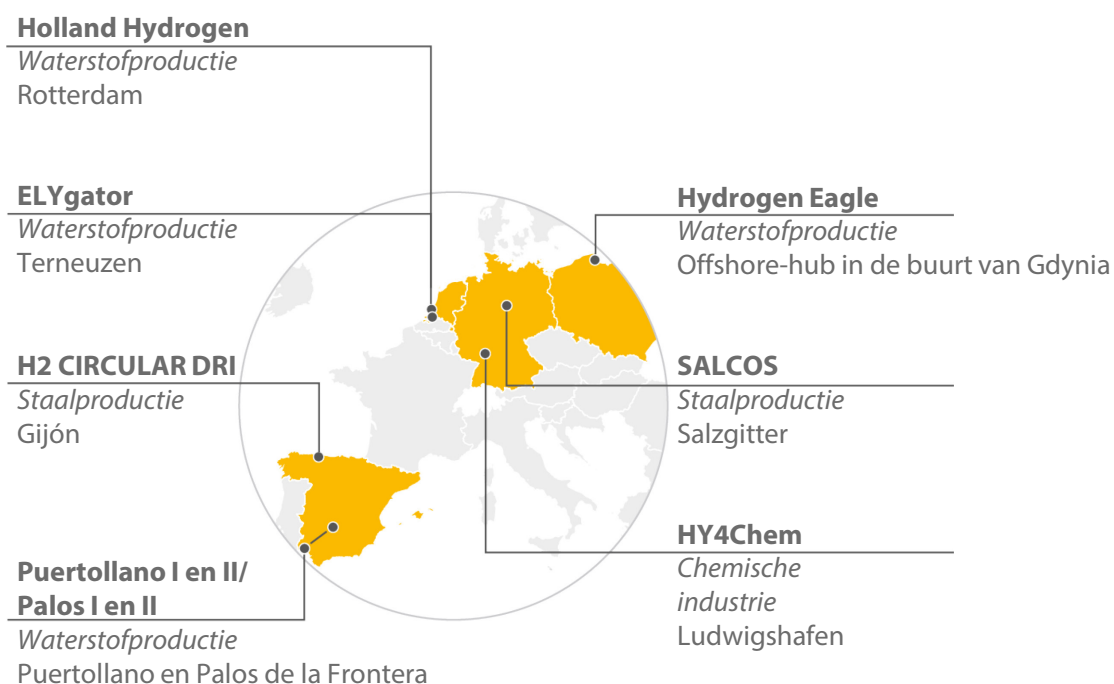 Holland Hydrogen
Waterstofproductie
Rotterdam
ELYgator
Waterstofproductie
Terneuzen
H2 CIRCULAR DRI
Staalproductie
Gijón
Puertollano I en II/
Palos I en II
Waterstofproductie
Puertollano en Palos de la Frontera
Hydrogen Eagle
Waterstofproductie
Offshore-hub in de buurt van Gdynia
SALCOS
Staalproductie
Salzgitter
HY4Chem
Chemische
industrie
Ludwigshafen